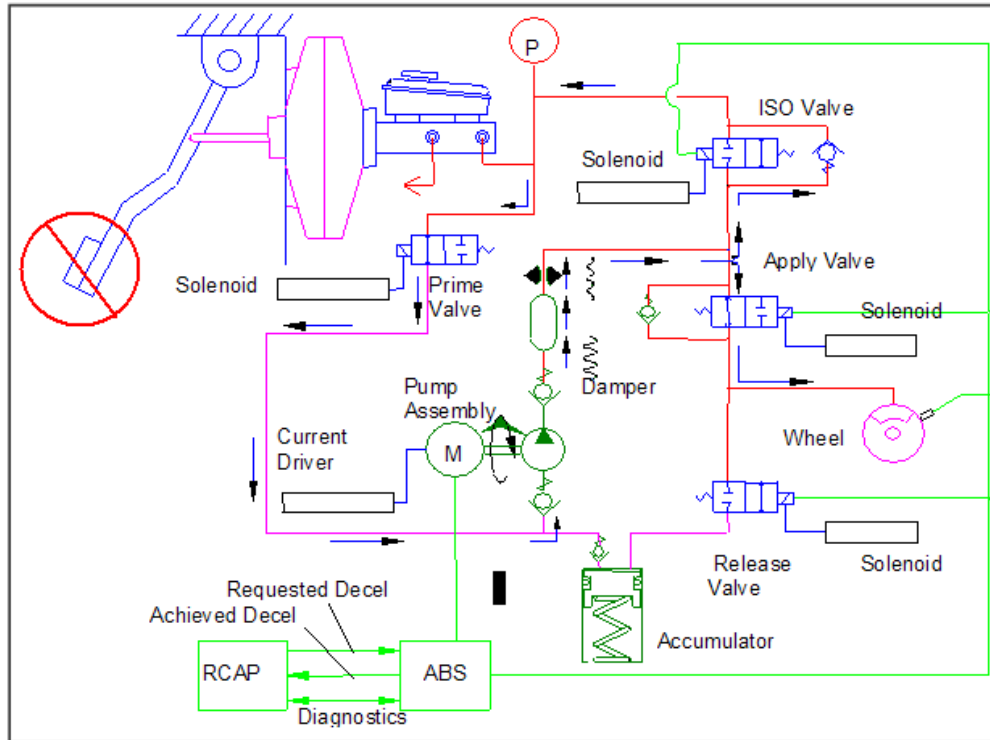 P
ISO Valve
Solenoid
Apply Valve
Solenoid
Prime
Valve
Solenoid
Damper
Pump
Assembly
M
Wheel
Current
Driver
Release
Valve
Solenoid
Requested Decel
Achieved Decel
Accumulator
RCAP
ABS
Diagnostics